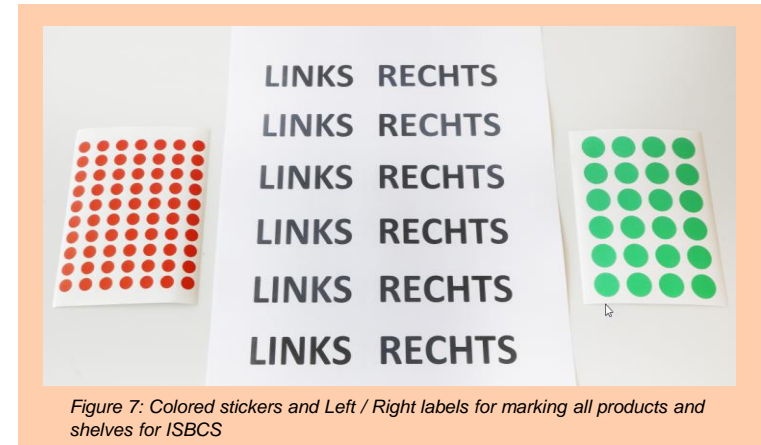 LINKS RECHTS
LINKS RECHTS
LINKS RECHTS
LINKS RECHTS
LINKS RECHTS
LINKS RECHTS
Figure 7: Colored stickers and Left / Right labels for marking all products and
shelves for ISBCS